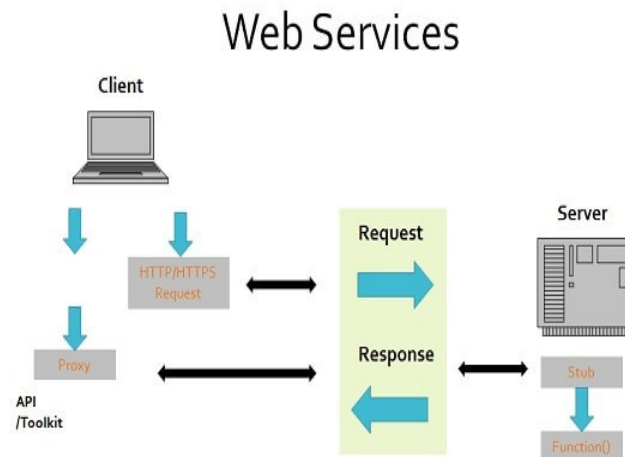 Web Services
Client
Server
Request
HTTP/HTTPS
Request
Response
Proxy
Stub
API
/Toolkit
Function()